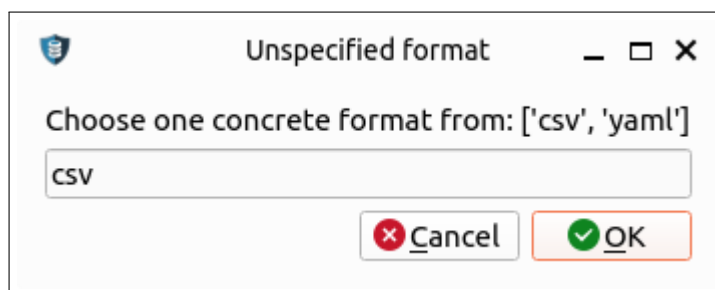 Unspecified format
Choose one concrete format from: ['csv', 'yaml']
csv
Cancel OK